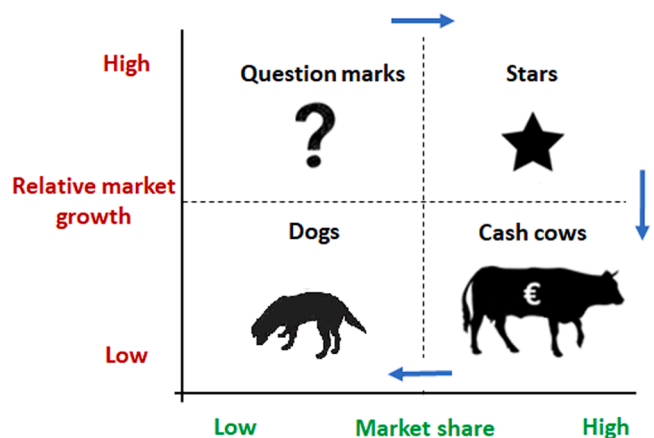 High
Question marks
Stars
?
Relative market
growth
Dogs
Cash cows
€
Low
Low
Market share
High